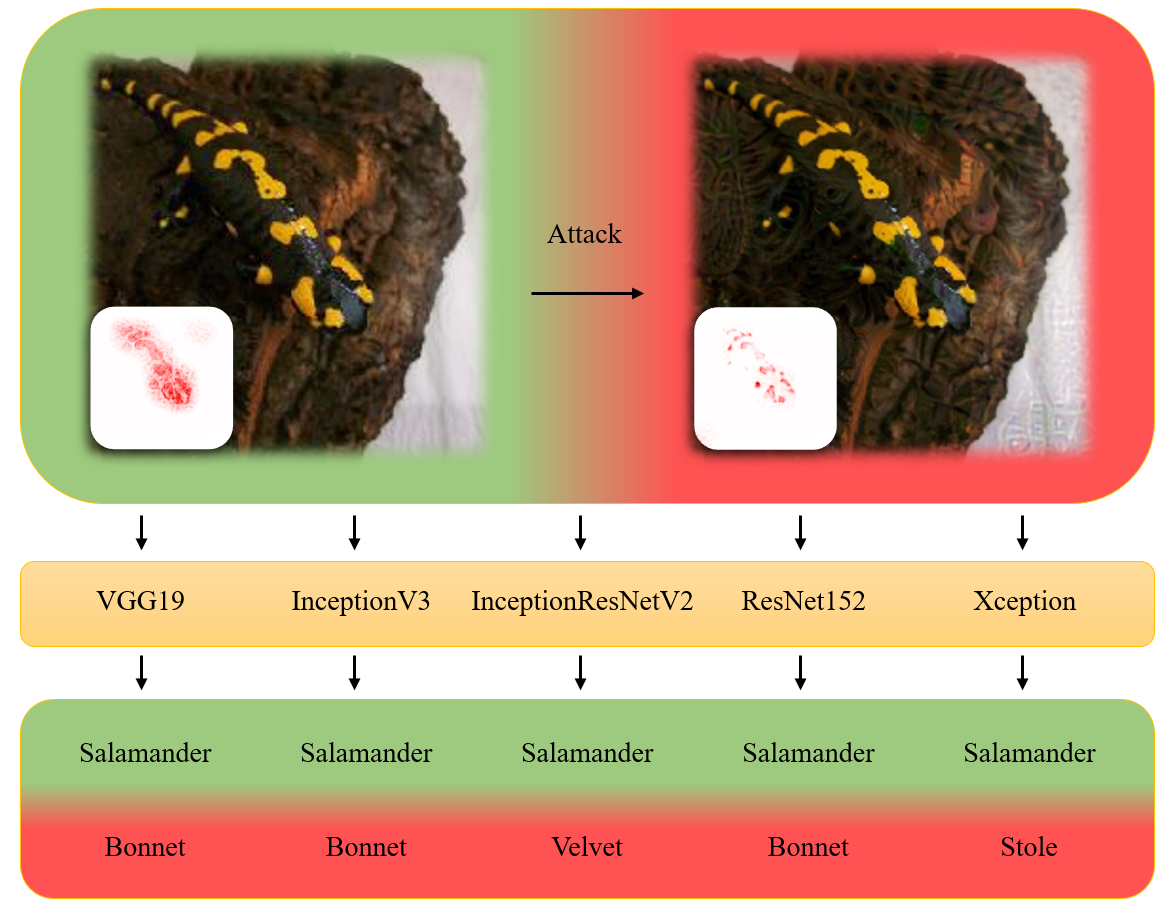 Attack
VGG19 InceptionV3 InceptionResNetV2 ResNet152 Xception
Salamander Salamander Salamander Salamander Salamander
Bonnet Bonnet Velvet Bonnet Stole